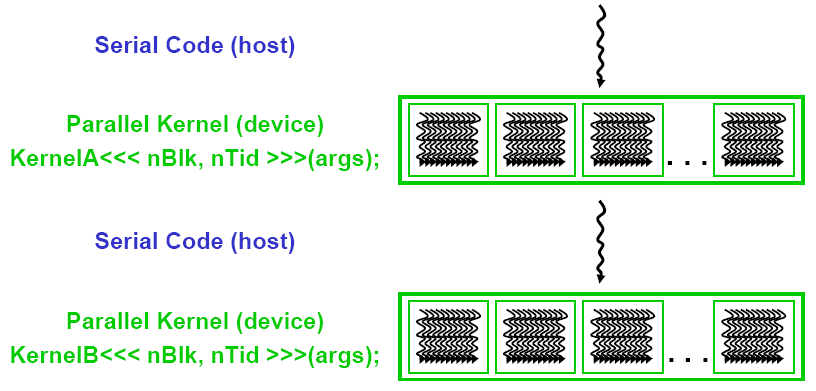 Serial Code (host)
Parallel Kernel (device)
KernelA<<< nBlk, nTid >>>(args);
. . .
Serial Code (host)
Parallel Kernel (device)
KernelB<<< nBlk, nTid >>>(args);
. . .